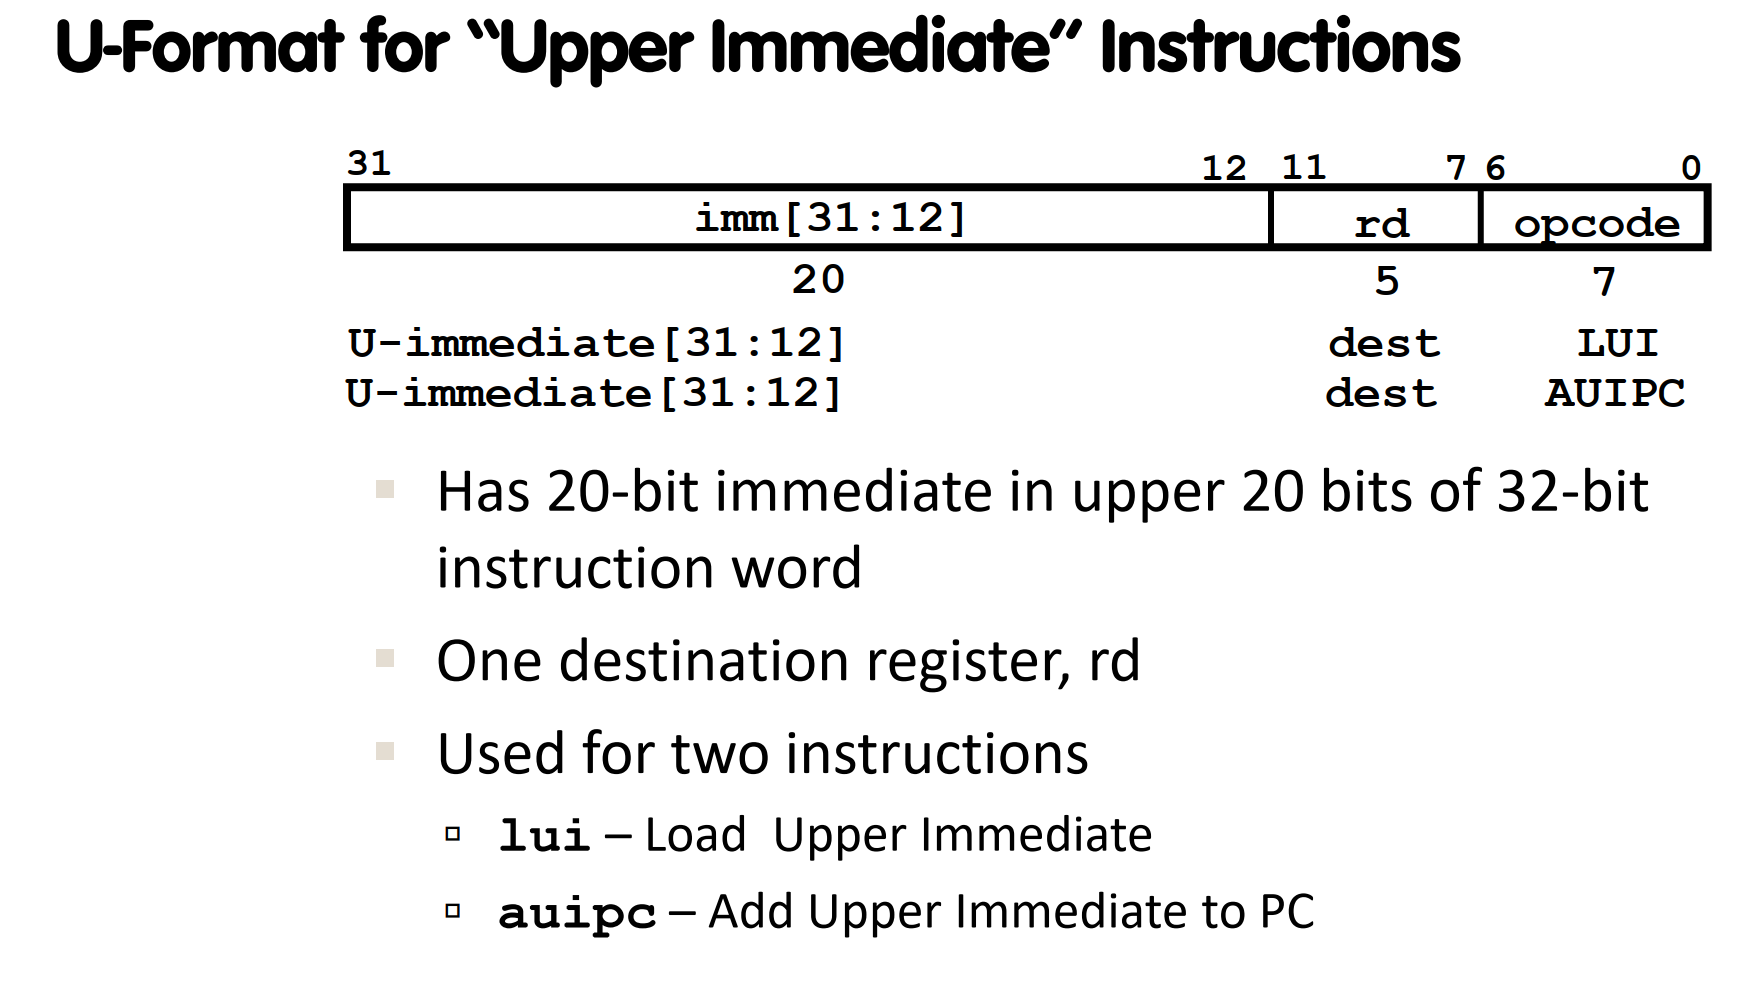 U-Format for “Upper Immediate” Instructions
31 12 11 7 6 0
imm[31:12] rd opcode
20 5 7
U-immediate[31:12] dest LUI
U-immediate[31:12] dest AUIPC
Has 20-bit immediate in upper 20 bits of 32-bit
instruction word
One destination register, rd
Used for two instructions
lui – Load Upper Immediate
auipc – Add Upper Immediate to PC